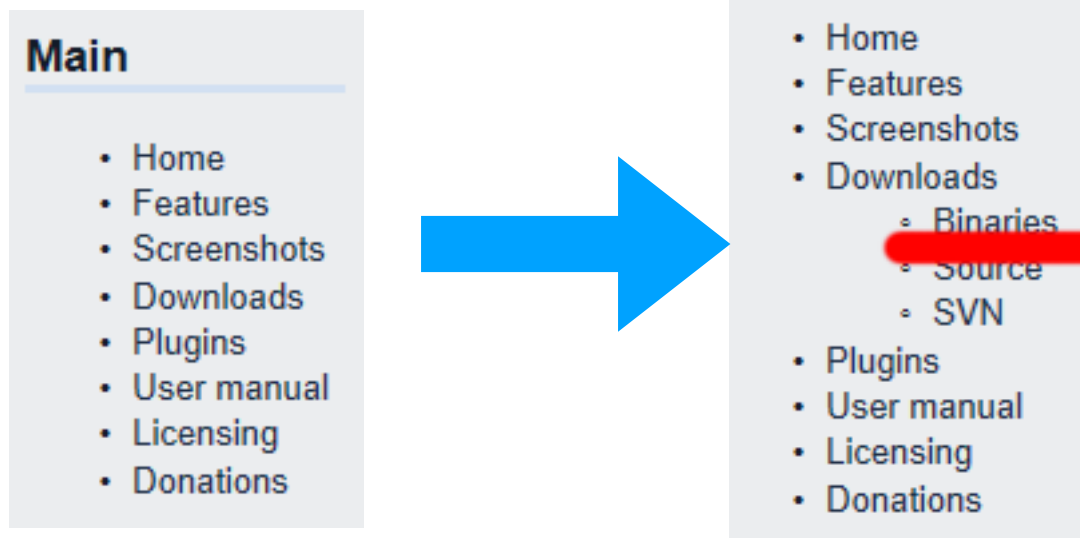 Main
• Home
• Features
• Screenshots
• Downloads
• Plugins
• User manual
• Licensing
• Donations
• Home
• Features
• Screenshots
• Downloads
◦ Binaries
◦ Source
◦ SVN
• Plugins
• User manual
• Licensing
• Donations